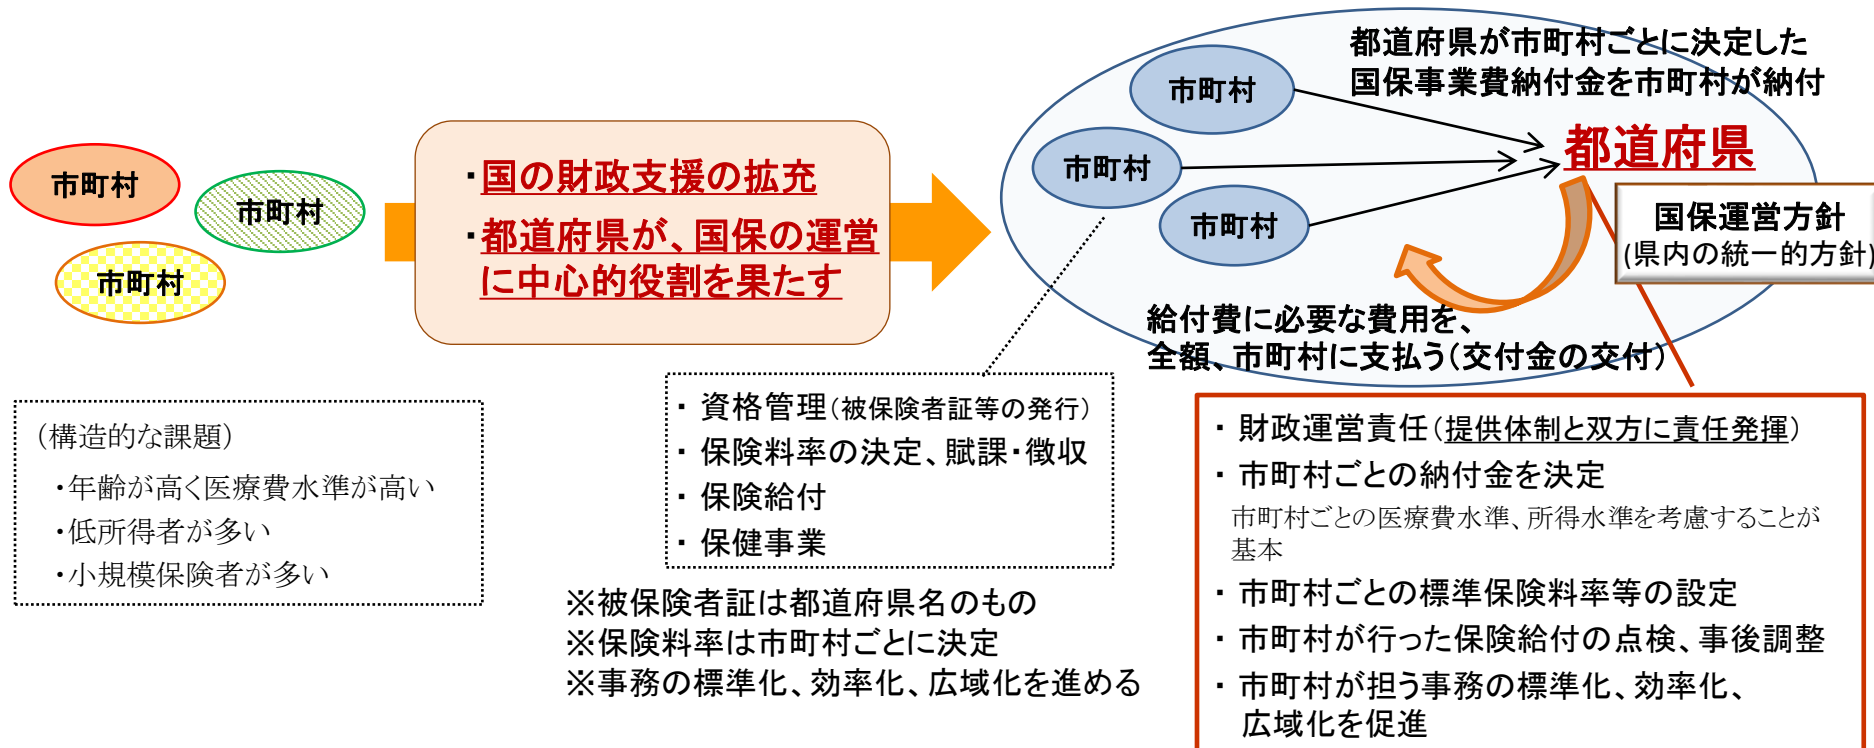 市町村
市町村
市町村
・国の財政支援の拡充
・都道府県が、国保の運営
に中心的役割を果たす
都道府県が市町村ごとに決定した
国保事業費納付金を市町村が納付
市町村
市町村
市町村
都道府県
国保運営方針
(県内の統一的方針)
給付費に必要な費用を、
全額、市町村に支払う(交付金の交付)
(構造的な課題)
・年齢が高く医療費水準が高い
・低所得者が多い
・小規模保険者が多い
・ 資格管理(被保険者証等の発行)
・ 保険料率の決定、賦課・徴収
・ 保険給付
・ 保健事業
※被保険者証は都道府県名のもの
※保険料率は市町村ごとに決定
※事務の標準化、効率化、広域化を進める
・ 財政運営責任(提供体制と双方に責任発揮)
・ 市町村ごとの納付金を決定
市町村ごとの医療費水準、所得水準を考慮することが
基本
・ 市町村ごとの標準保険料率等の設定
・ 市町村が行った保険給付の点検、事後調整
・ 市町村が担う事務の標準化、効率化、
広域化を促進